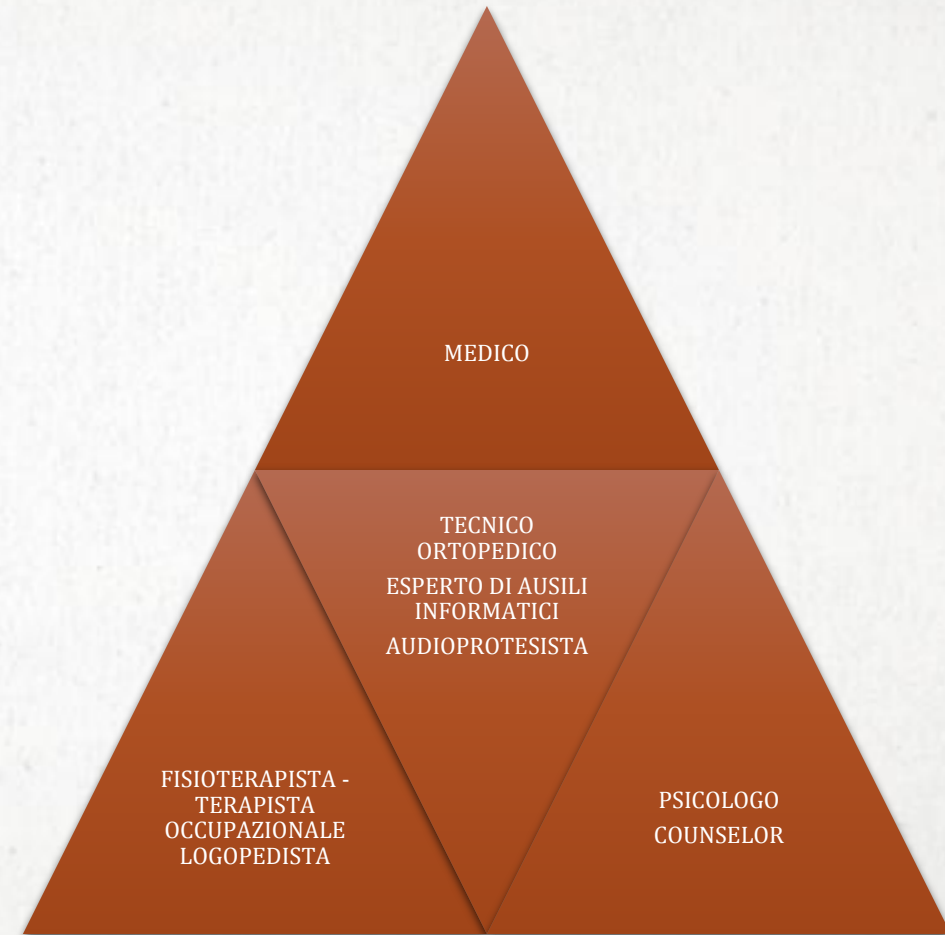 MEDICO
TECNICO
ORTOPEDICO
ESPERTO DI AUSILI
INFORMATICI
AUDIOPROTESISTA
FISIOTERAPISTA -
TERAPISTA
OCCUPAZIONALE
LOGOPEDISTA
PSICOLOGO
COUNSELOR